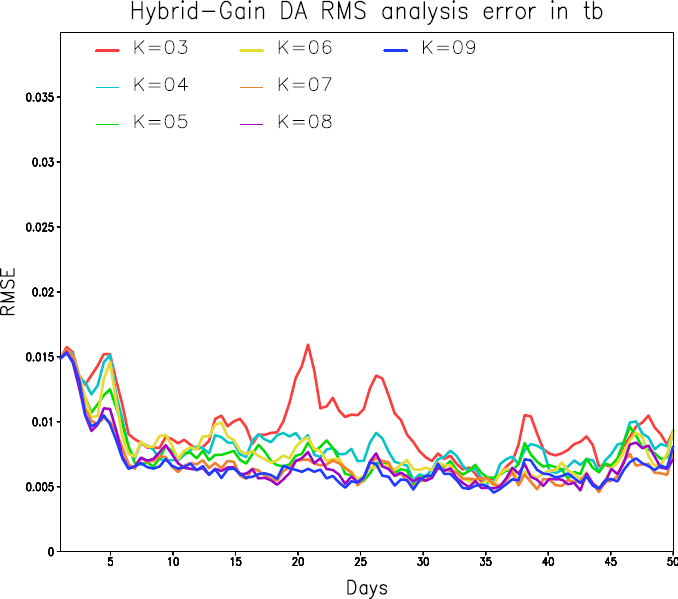 Hybrid-Gain DA RMS analysis error in tb
K=03 K=06 K=09
K=04 K=07
K=05 K=08
0.035
0.03
0.025
0.02
0.015
0.01
0.005
0
RMSE
5 10 15 20 25 30 35 40 45 50
Days